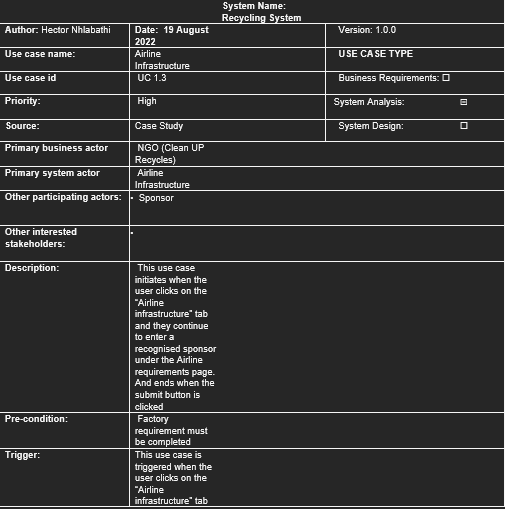 System Name:
Recycling System
Author: Hector Nhlabathi
Date: 19 August
2022
Version: 1.0.0
Use case name:
Airline
Infrastructure
USE CASE TYPE
Use case id
UC 1.3
Business Requirements: ☐
Priority:
High
System Analysis: ⊟
Source:
Case Study
System Design: ☐
Primary business actor
NGO (Clean UP
Recycles)
Primary system actor
Airline
Infrastructure
Other participating actors:
• Sponsor
Other interested
stakeholders:
•
Description:
This use case
initiates when the
user clicks on the
"Airline
infrastructure" tab
and they continue
to enter a
recognised sponsor
under the Airline
requirements page.
And ends when the
submit button is
clicked
Pre-condition:
Factory
requirement must
be completed
Trigger:
This use case is
triggered when the
user clicks on the
"Airline
infrastructure" tab